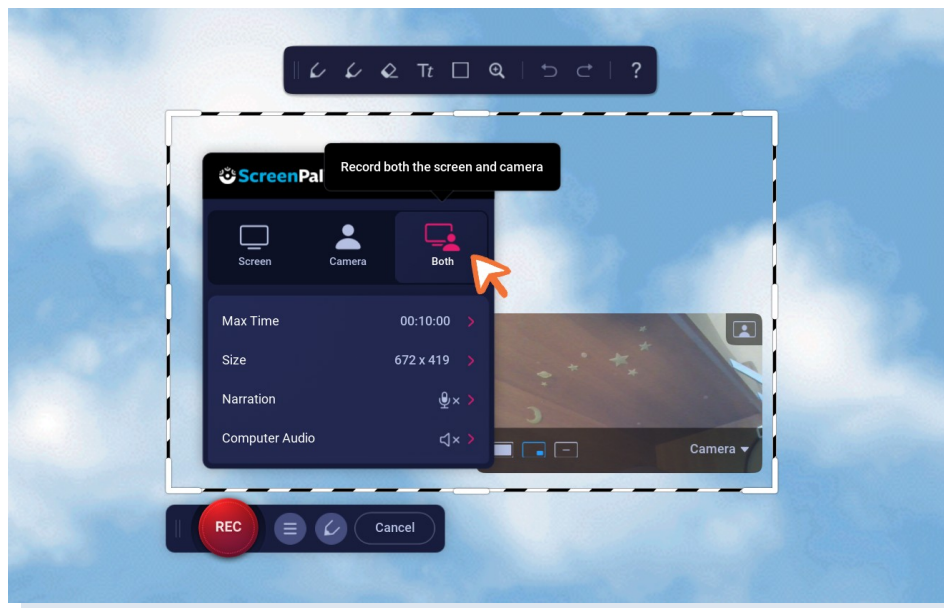 Tt
?
Record both the screen and camera
ScreenPal
Screen
Camera
Both
Max Time 00:10:00
Size 672 x 419
Narration
Computer Audio
Camera
REC
Cancel